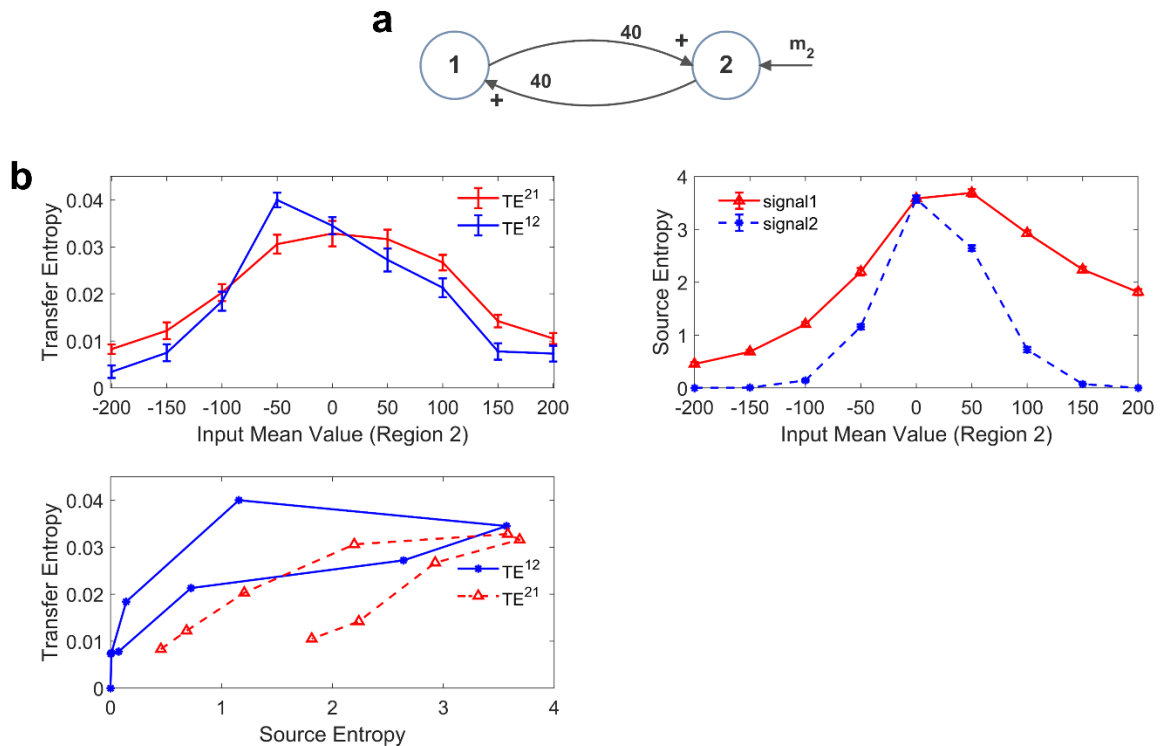 a
40
+
1
2
m2
40
+
b
Transfer Entropy
0.04
0.03
0.02
0.01
0
-200 -150 -100 -50 0 50 100 150 200
Input Mean Value (Region 2)
TE21
TE12
Source Entropy
4
3
2
1
0
-200 -150 -100 -50 0 50 100 150 200
Input Mean Value (Region 2)
signal1
signal2
Transfer Entropy
0.04
0.03
0.02
0.01
0
0 1 2 3 4
Source Entropy
TE12
TE21